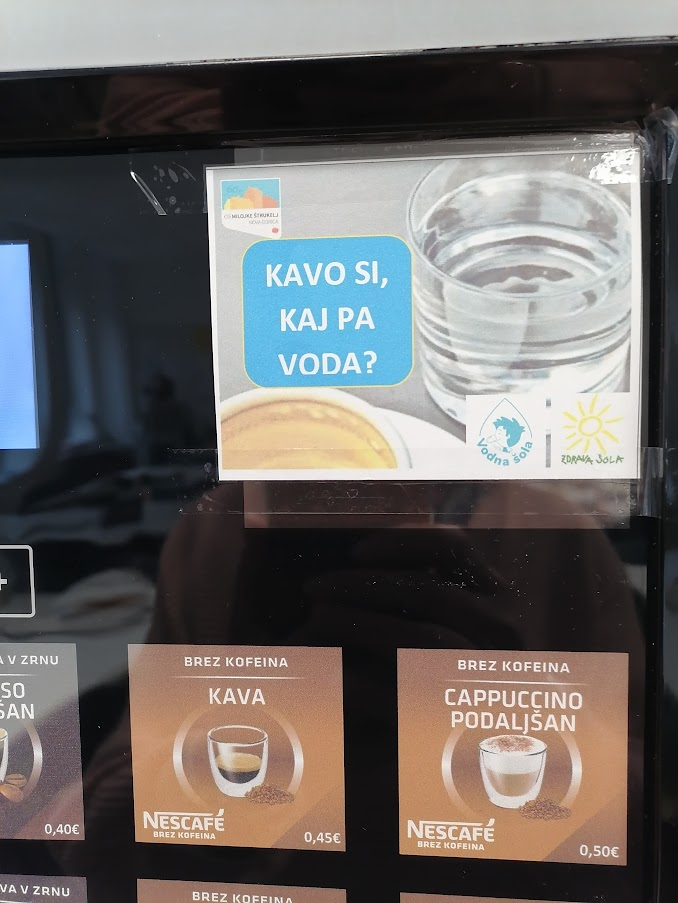 OŠ MILOJKE ŠTRUKELJ
NOVA GORICA
KAVO SI,
KAJ PA
VODA?
Vodna šola
ZDRAVA ŠOLA
+
A V ZRNU
SO
ŠAN
0,40€
BREZ KOFEINA
KAVA
NESCAFÉ
BREZ KOFEINA
0,45€
BREZ KOFEINA
CAPPUCCINO
PODALJŠAN
NESCAFÉ
BREZ KOFEINA
0,50€
VA V ZRNU
BREZ KOFEINA